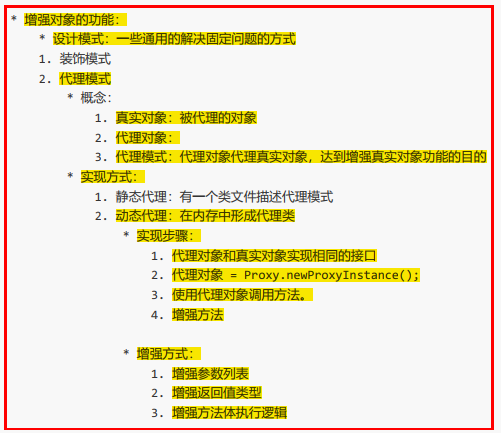 * 增强对象的功能：
* 设计模式：一些通用的解决固定问题的方式
1. 装饰模式
2. 代理模式
* 概念：
1. 真实对象：被代理的对象
2. 代理对象：
3. 代理模式：代理对象代理真实对象，达到增强真实对象功能的目的
* 实现方式：
1. 静态代理：有一个类文件描述代理模式
2. 动态代理：在内存中形成代理类
* 实现步骤：
1. 代理对象和真实对象实现相同的接口
2. 代理对象 = Proxy.newProxyInstance();
3. 使用代理对象调用方法。
4. 增强方法
* 增强方式：
1. 增强参数列表
2. 增强返回值类型
3. 增强方法体执行逻辑